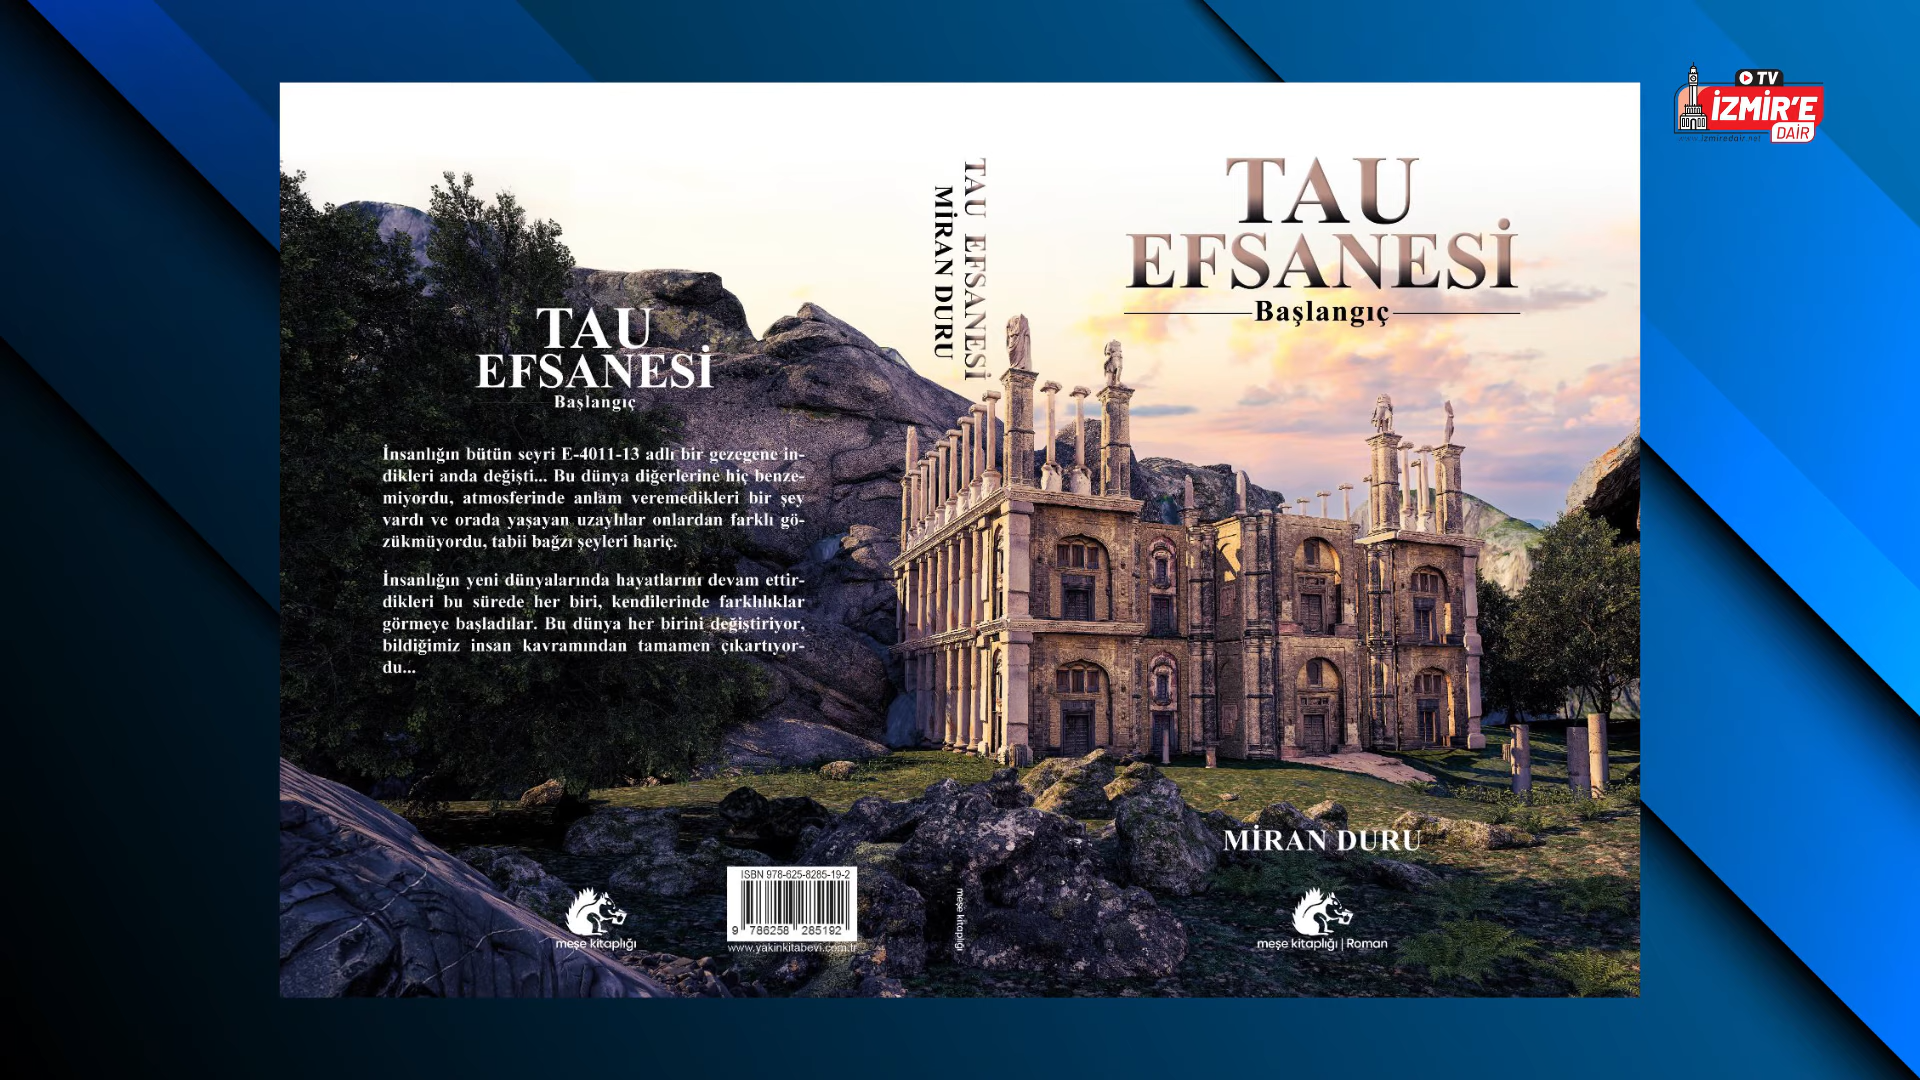 TV
İZMİR'E
DAİR
www.izmiredair.net
TAU
EFSANESİ
Başlangıç
İnsanlığın bütün seyri E-4011-13 adlı bir gezegene in-
dikleri anda değişti... Bu dünya diğerlerine hiç benze-
miyordu, atmosferinde anlam veremedikleri bir şey
vardı ve orada yaşayan uzaylılar onlardan farklı gö-
zükmüyordu, tabii bağzı şeyleri hariç.
İnsanlığın yeni dünyalarında hayatlarını devam ettir-
dikleri bu sürede her biri, kendilerinde farklılıklar
görmeye başladılar. Bu dünya her birini değiştiriyor,
bildiğimiz insan kavramından tamamen çıkartıyor-
du...
meşe kitaplığı
ISBN 978-625-8285-19-2
9 786258 285192
www.yakinkitabevi.com.tr
TAU EFSANESİ
MİRAN DURU
meşe kitaplığı
TAU
EFSANESİ
Başlangıç
MİRAN DURU
meşe kitaplığı | Roman